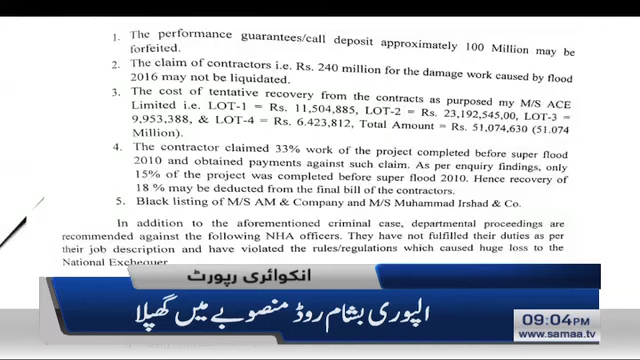 1. The performance guarantees/call deposit approximately 100 Million may be
forfeited.
2. The claim of contractors i.e. Rs. 240 million for the damage work caused by flood
2016 may not be liquidated.
3. The cost of tentative recovery from the contracts as purposed my M/S ACE
Limited i.e. LOT-1 = Rs. 11,504,885, LOT-2 = Rs. 23,192,545,00, LOT-3 =
9,953,388, & LOT-4 = Rs. 6.423,812, Total Amount = Rs. 51,074,630 (51.074
Million).
4. The contractor claimed 33% work of the project completed before super flood
2010 and obtained payments against such claim. As per enquiry findings, only
15% of the project was completed before super flood 2010. Hence recovery of
18 % may be deducted from the final bill of the contractors.
5. Black listing of M/S AM & Company and M/S Muhammad Irshad & Co.
In addition to the aforementioned criminal case, departmental proceedings are
recommended against the following NHA officers. They have not fulfilled their duties as per
their job description and have violated the rules/regulations which caused huge loss to the
National Exchequer
انکوائری رپورٹ
الپوری بشام روڈ منصوبے میں گھپلا
09:04PM
www.samaa.tv